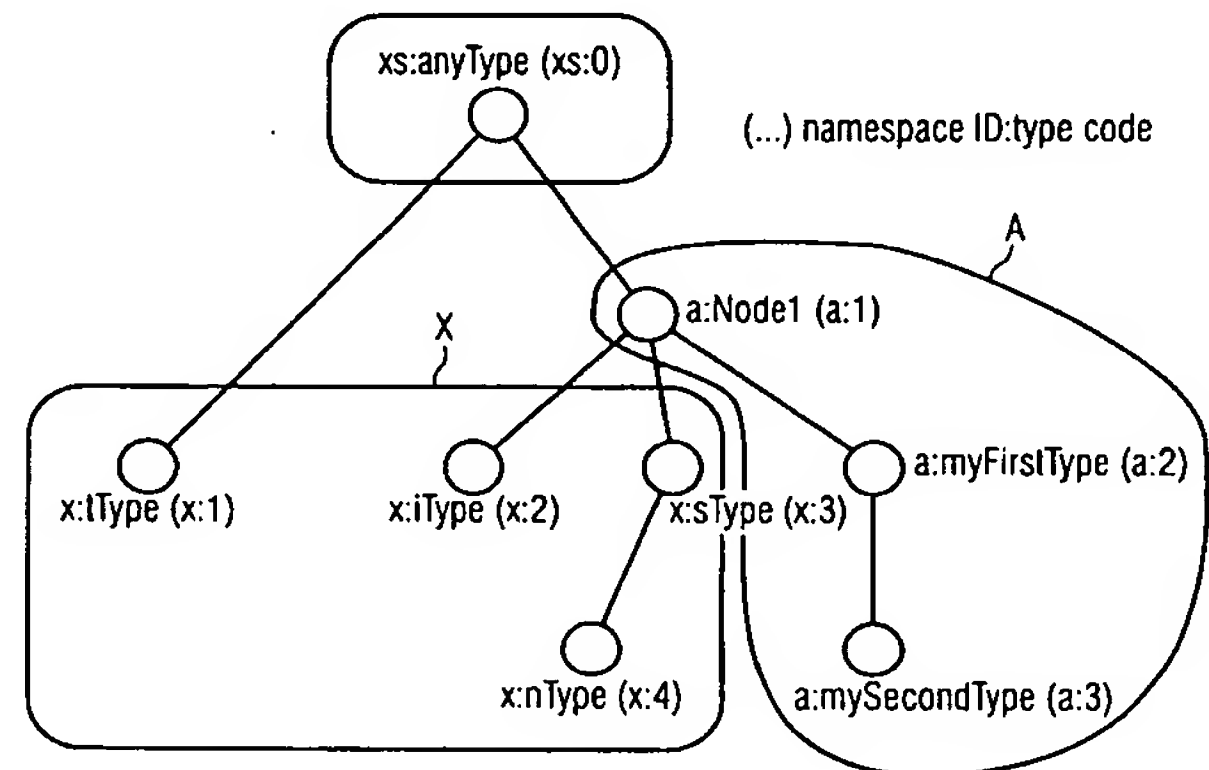 xs:anyType (xs:0)
(...) namespace ID:type code
A
a:Node1 (a:1)
X
x:tType (x:1)
x:iType (x:2)
x:sType (x:3)
a:myFirstType (a:2)
x:nType (x:4)
a:mySecondType (a:3)